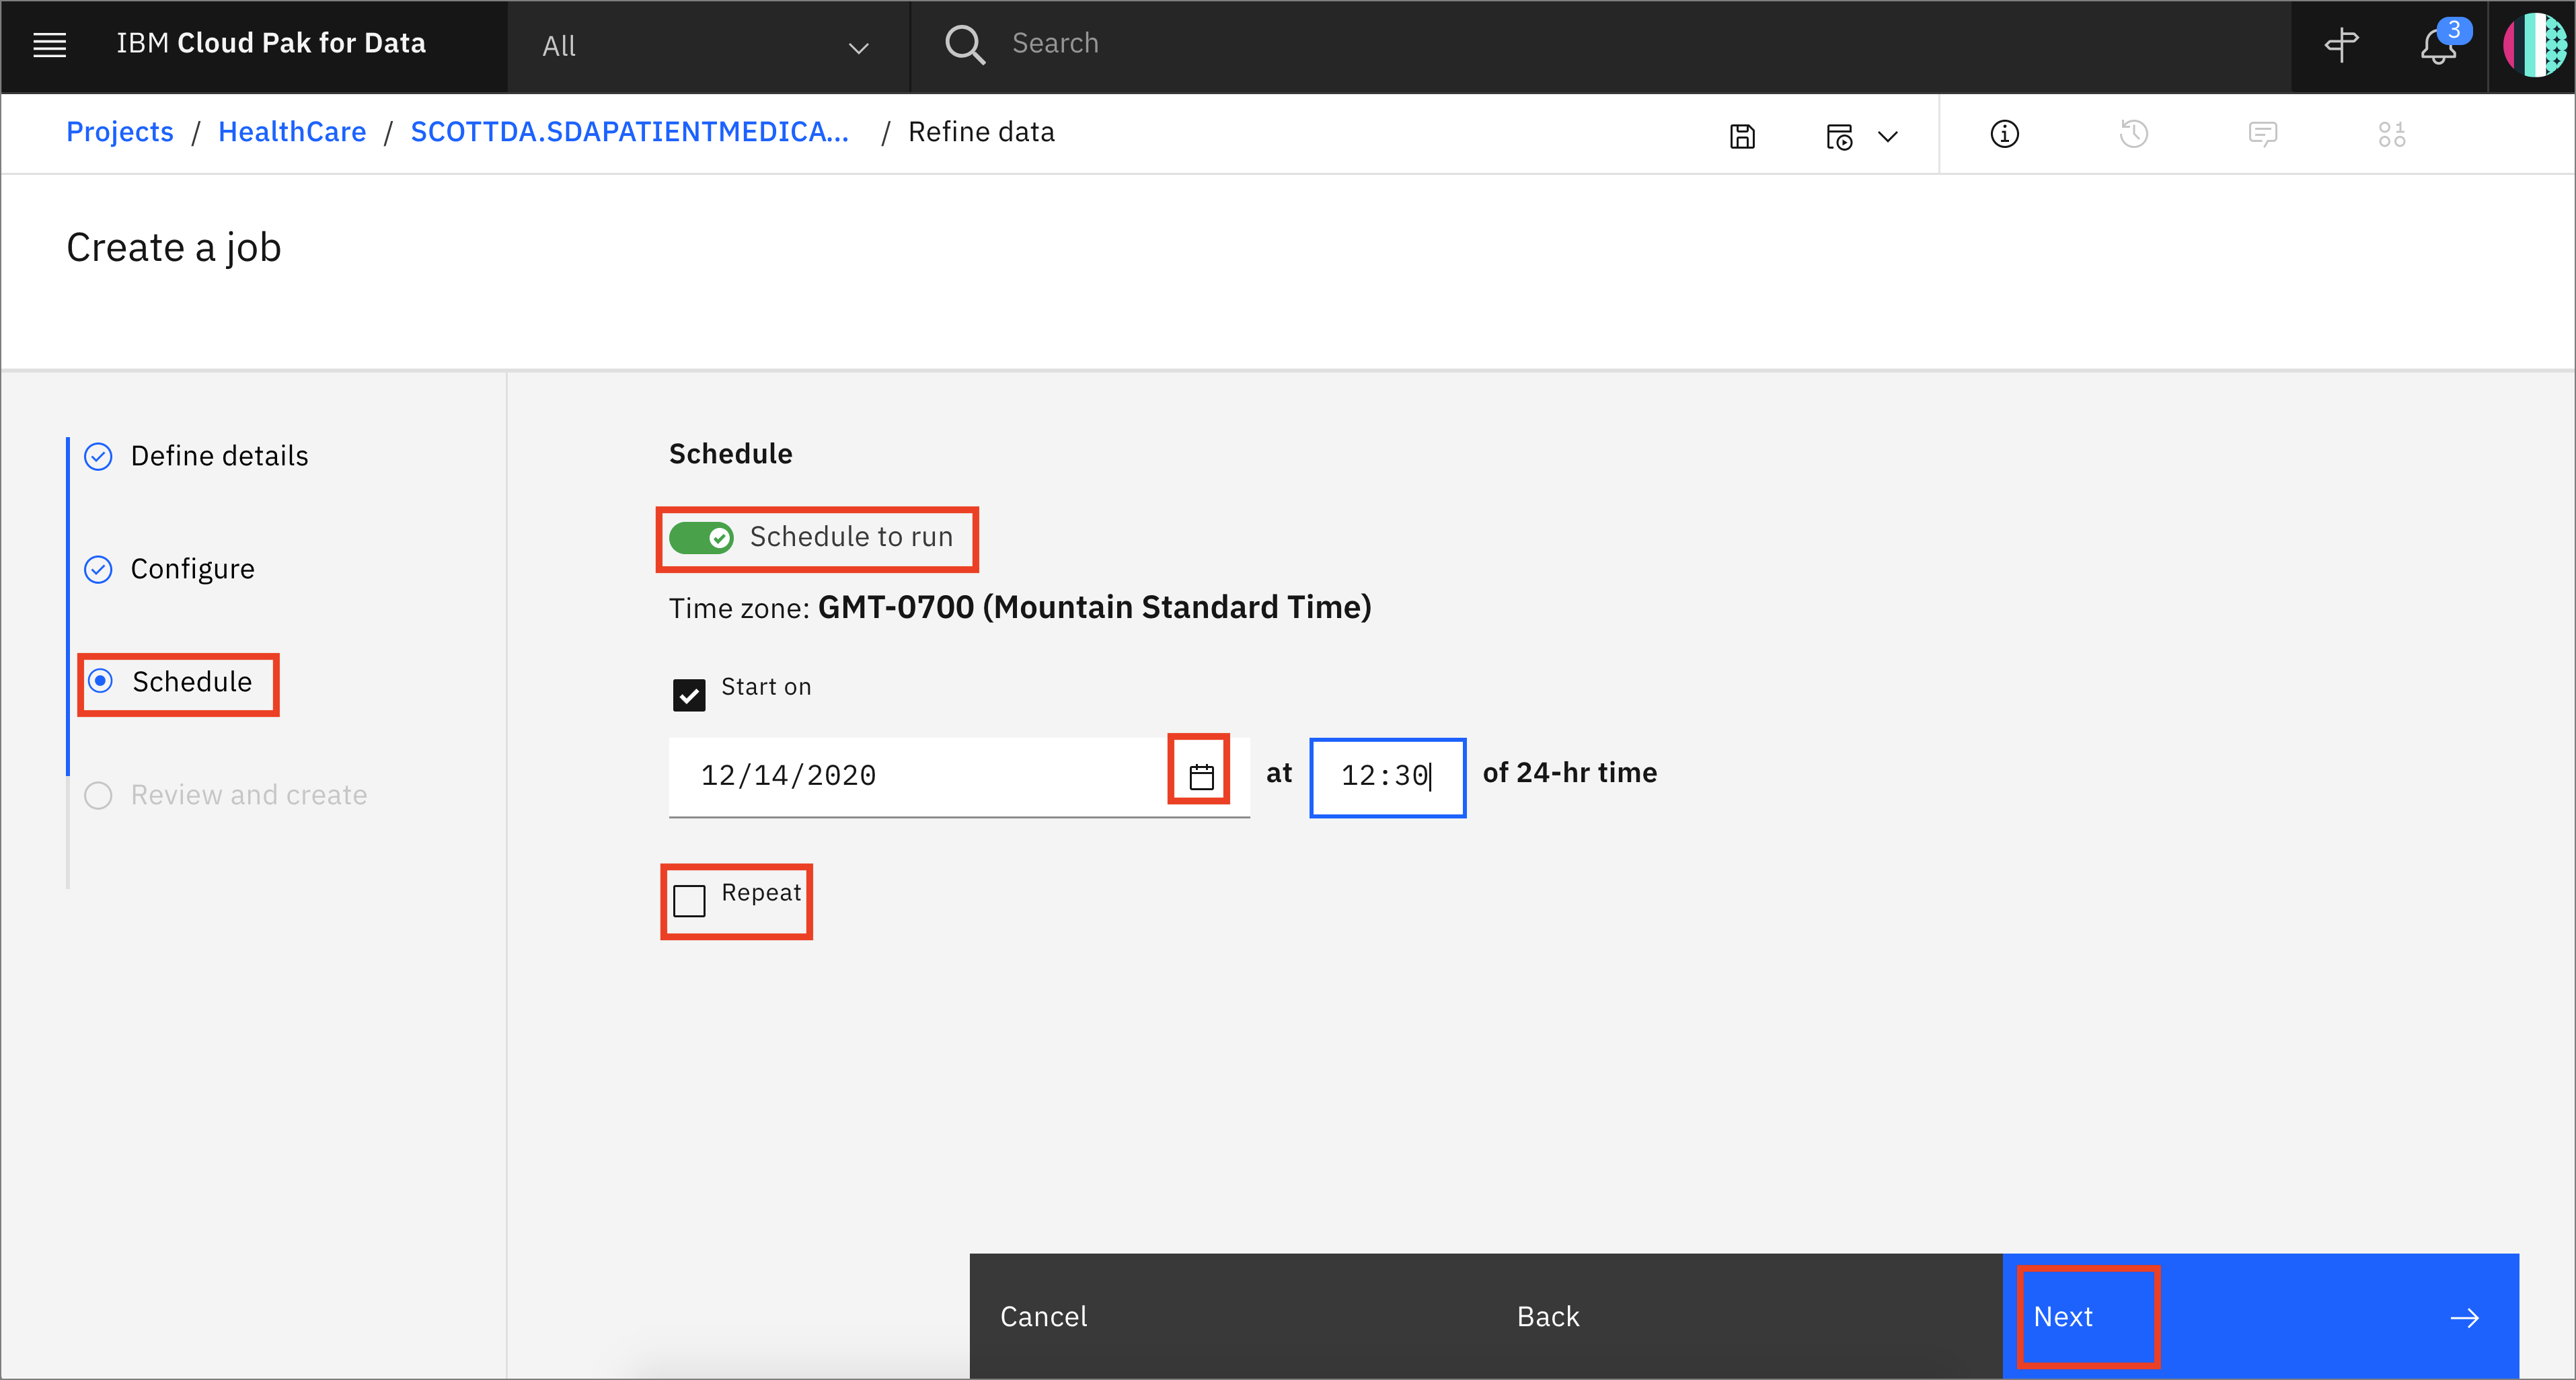 IBM Cloud Pak for Data
All
Search
3
Projects / HealthCare / SCOTTDA.SDAPATIENTMEDICA... / Refine data
Create a job
Define details
Configure
Schedule
Review and create
Schedule
Schedule to run
Time zone: GMT-0700 (Mountain Standard Time)
Start on
12/14/2020 at 12:30 of 24-hr time
Repeat
Cancel
Back
Next